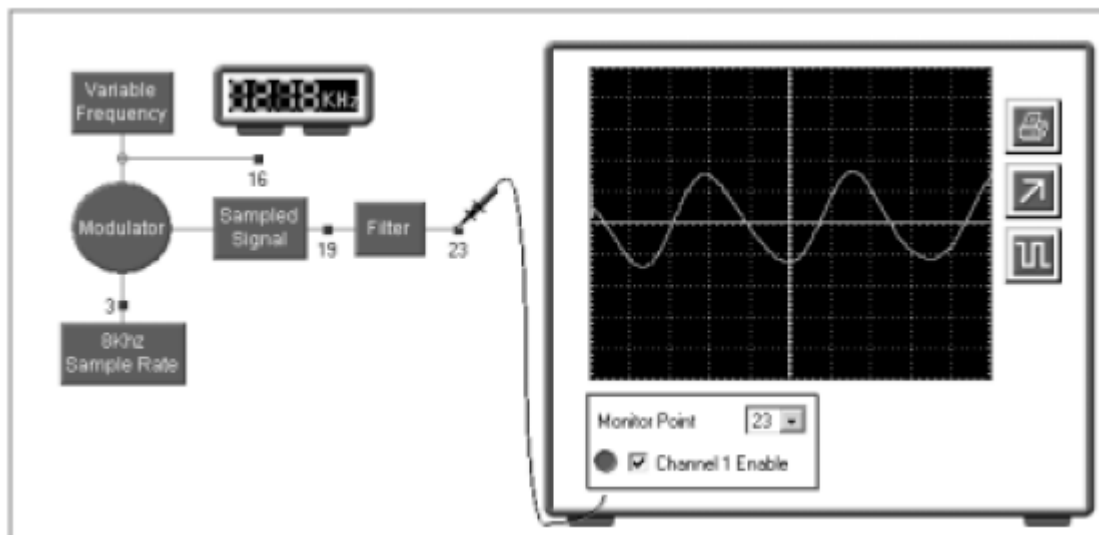 Variable
Frequency
KHz
16
Modulator
Sampled
Signal
19
Filter
23
3
8Khz
Sample Rate
Monitor Point
23
Channel 1 Enable